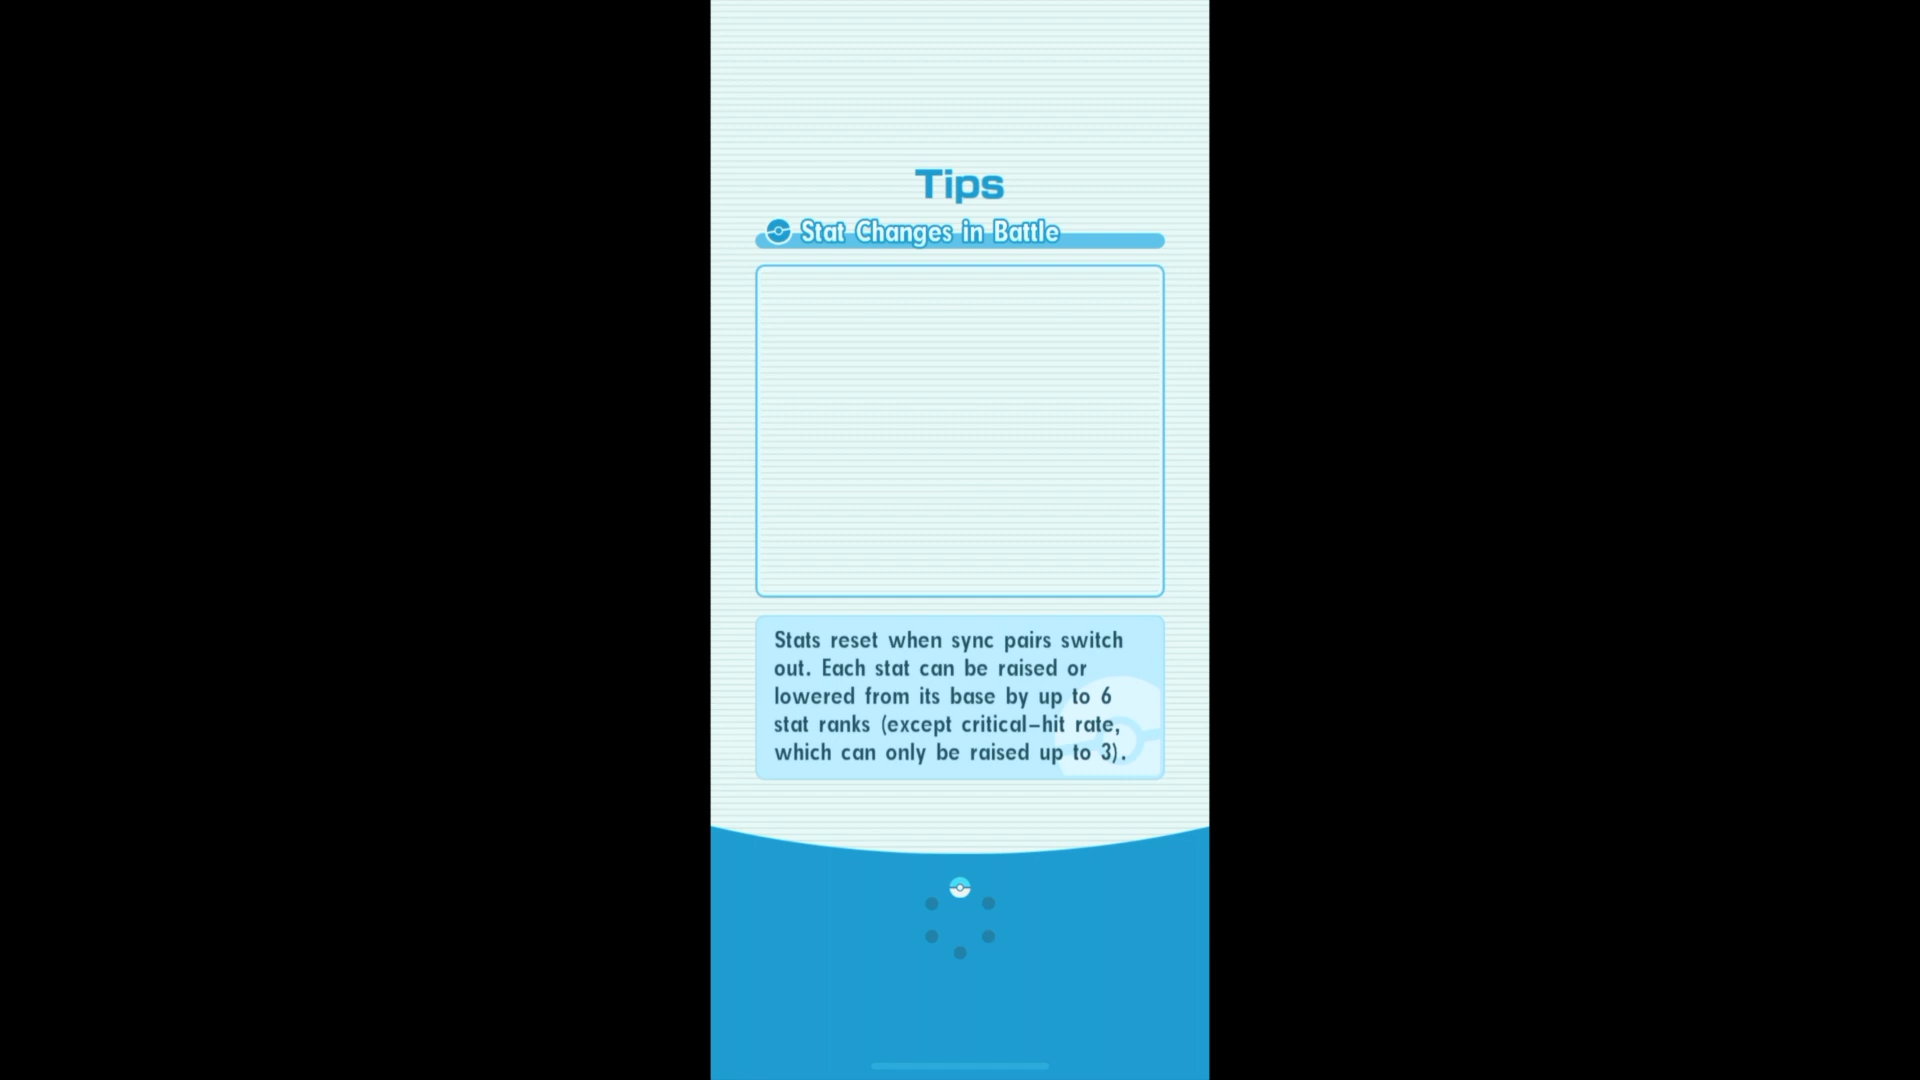 Tips
Stat Changes in Battle
Stats reset when sync pairs switch
out. Each stat can be raised or
lowered from its base by up to 6
stat ranks (except critical-hit rate,
which can only be raised up to 3).